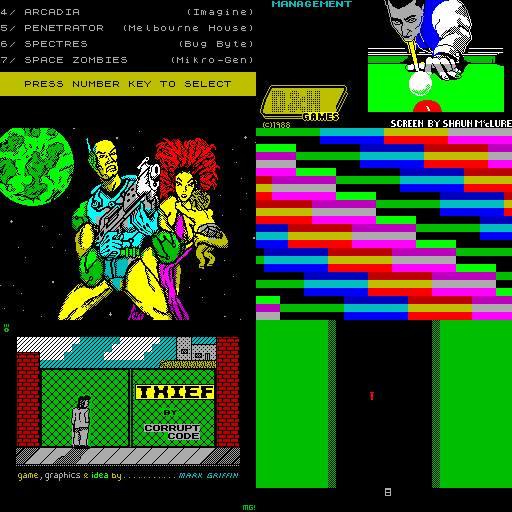 4/ ARCADIA (Imagine)
5/ PENETRATOR (Melbourne House)
6/ SPECTRES (Bug Byte)
7/ SPACE ZOMBIES (Mikro-Gen)
PRESS NUMBER KEY TO SELECT
MANAGEMENT
D&H
GAMES
(c)1988
SCREEN BY SHAUN McCLURE
THIEF
BY
CORRUPT
CODE
game, graphics & idea by........... MARK GRIFFIN
1
8
MG!